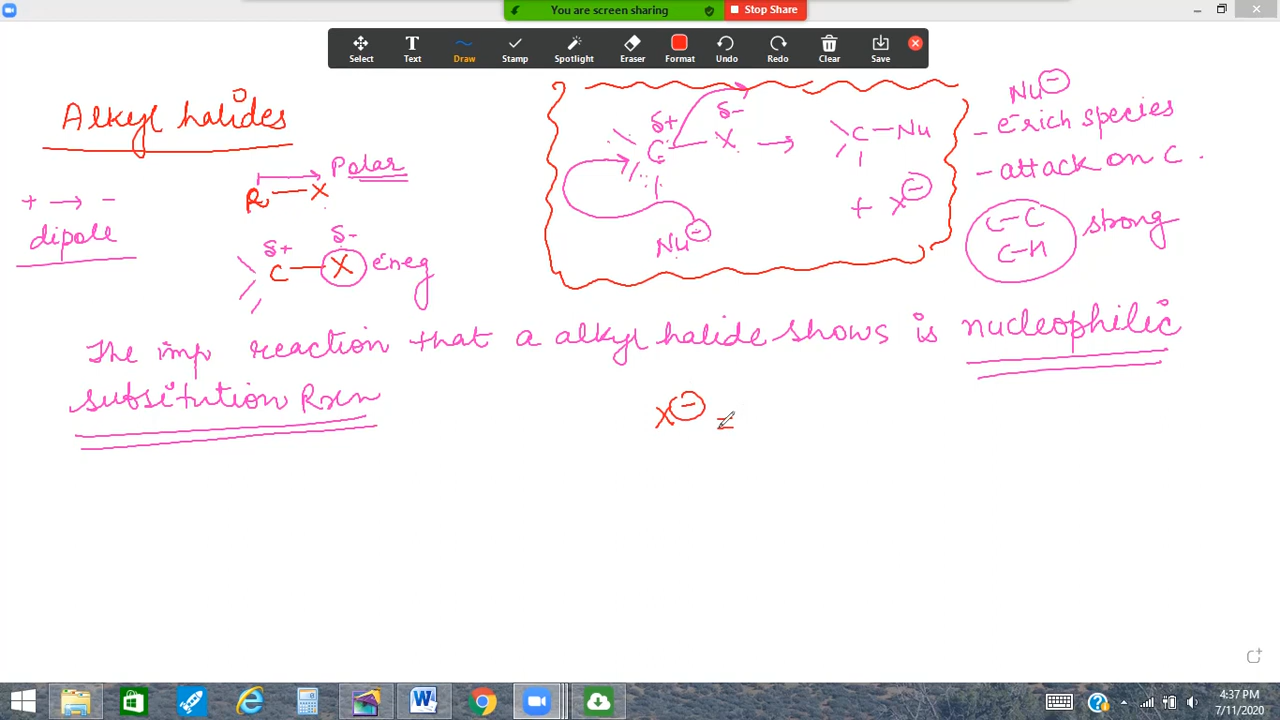 You are screen sharing
Stop Share
Select Text Draw Stamp Spotlight Eraser Format Undo Redo Clear Save
Alkyl halides
R — X Polar
+ → −
dipole
δ+ δ−
C — X e⁻neg
δ+ δ−
C — X → C — Nu
+ X⊖
Nu⊖
Nu⊖
- e⁻rich species
- attack on C .
C—C strong
C—H
The imp reaction that a alkyl halide shows is nucleophilic
subsitution Rxn
X⊖ =
4:37 PM
7/11/2020